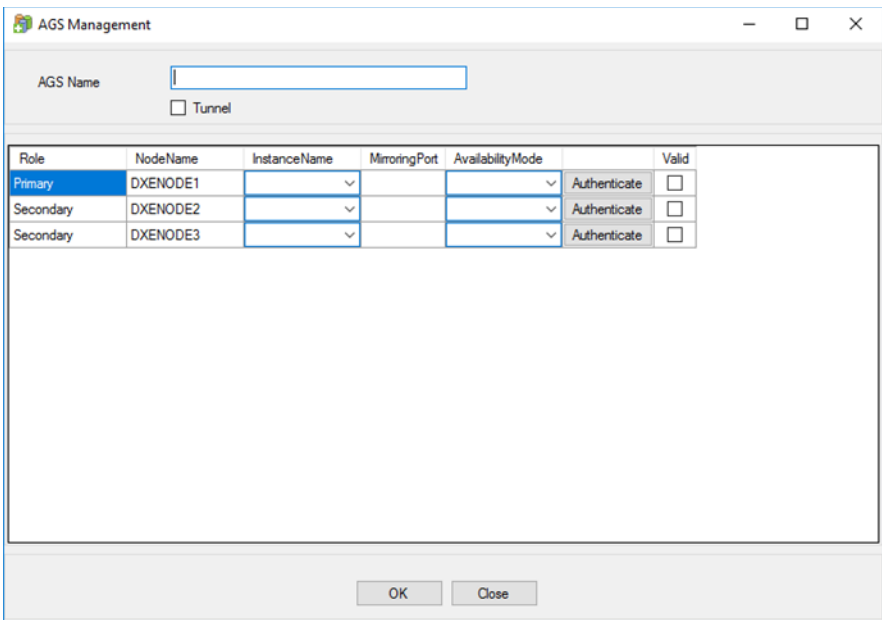 AGS Management
AGS Name
Tunnel
Role NodeName InstanceName MirroringPort AvailabilityMode Valid
Primary DXENODE1 Authenticate
Secondary DXENODE2 Authenticate
Secondary DXENODE3 Authenticate
OK Close